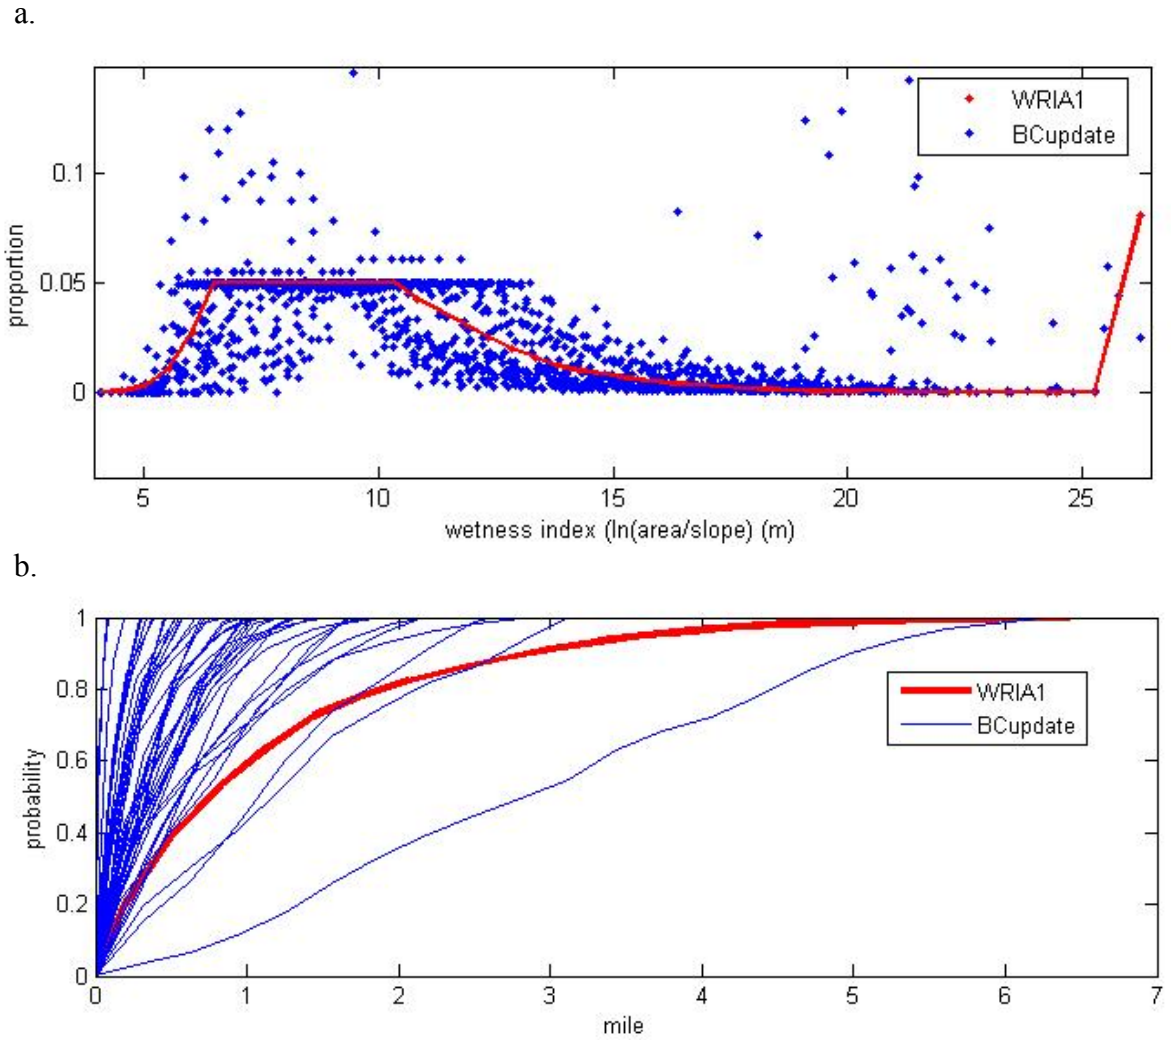 a.
WRIA1
BCupdate
0.1
0.05
0
proportion
5 10 15 20 25
wetness index (ln(area/slope) (m)
b.
1
0.8
0.6
0.4
0.2
0
probability
WRIA1
BCupdate
0 1 2 3 4 5 6 7
mile